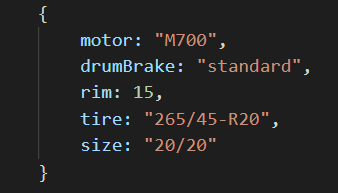 {
motor: "M700",
drumBrake: "standard",
rim: 15,
tire: "265/45-R20",
size: "20/20"
}